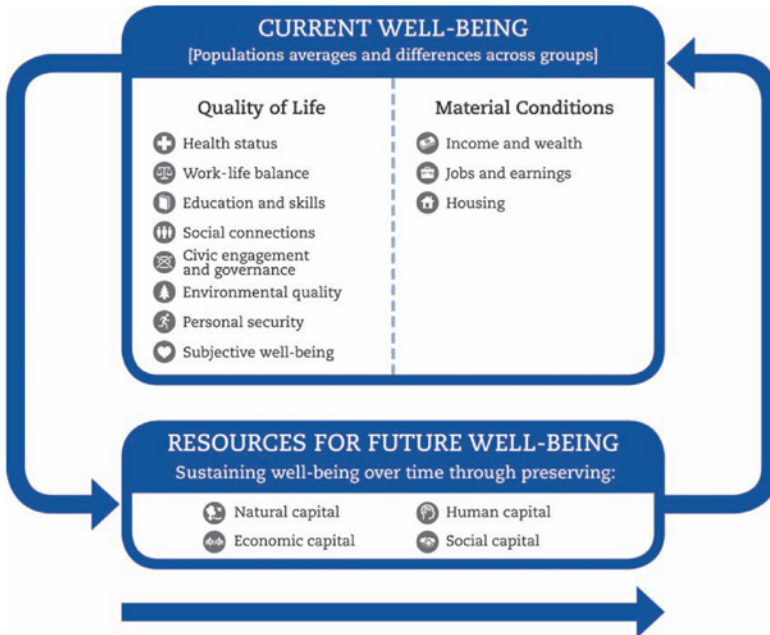 CURRENT WELL-BEING
[Populations averages and differences across groups]
Quality of Life
Health status
Work-life balance
Education and skills
Social connections
Civic engagement
and governance
Environmental quality
Personal security
Subjective well-being
Material Conditions
Income and wealth
Jobs and earnings
Housing
RESOURCES FOR FUTURE WELL-BEING
Sustaining well-being over time through preserving:
Natural capital
Human capital
Economic capital
Social capital